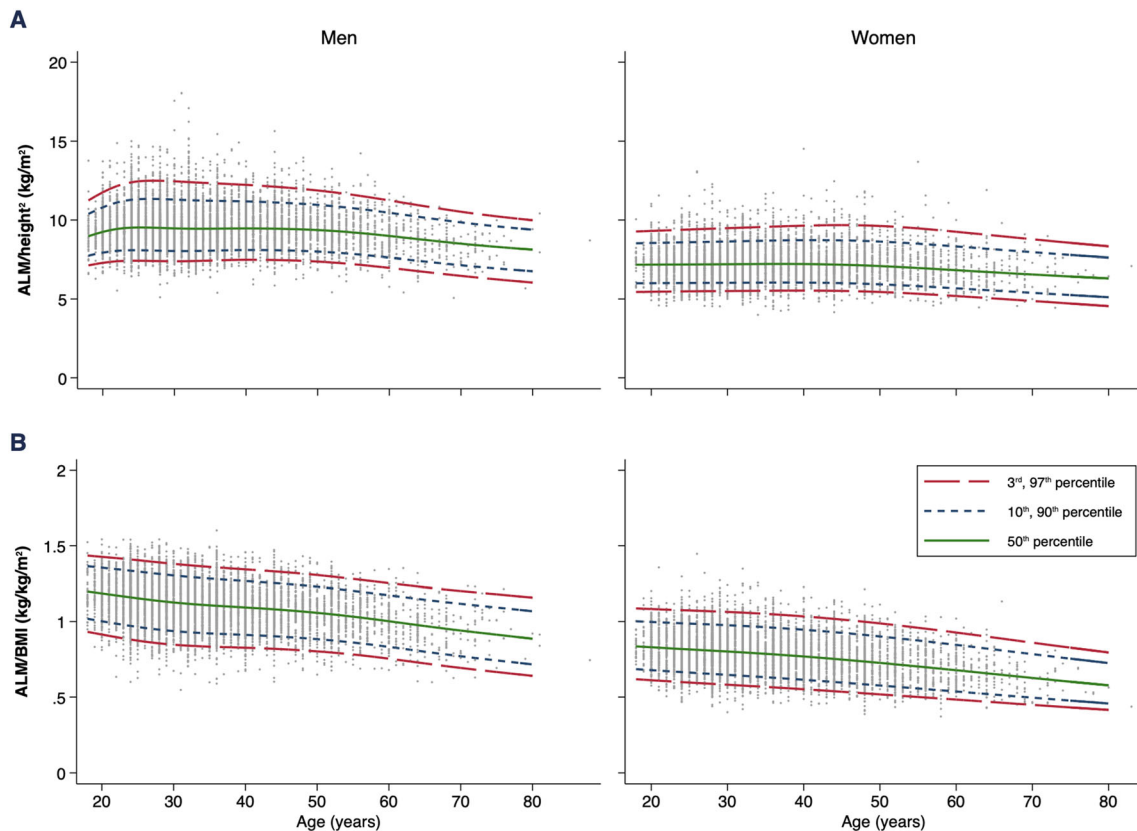 A
Men
Women
ALM/height² (kg/m²)
20
15
10
5
0
B
ALM/BMI (kg/kg/m²)
2
1.5
1
.5
0
3rd, 97th percentile
10th, 90th percentile
50th percentile
20 30 40 50 60 70 80
20 30 40 50 60 70 80
Age (years)
Age (years)